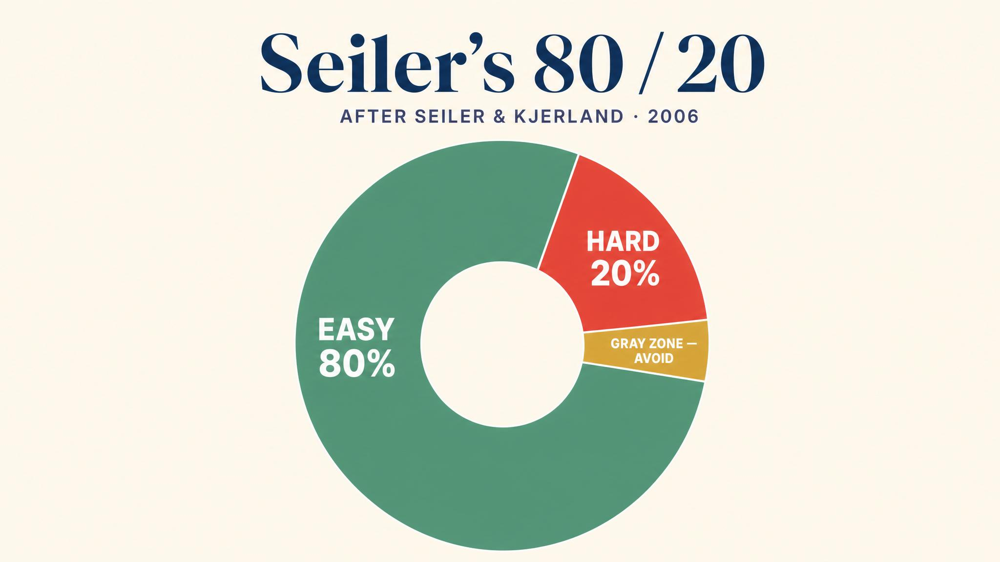 Seiler’s 80/20
AFTER SEILER & KJERLAND · 2006
HARD
20%
EASY
80%
GRAY ZONE —
AVOID